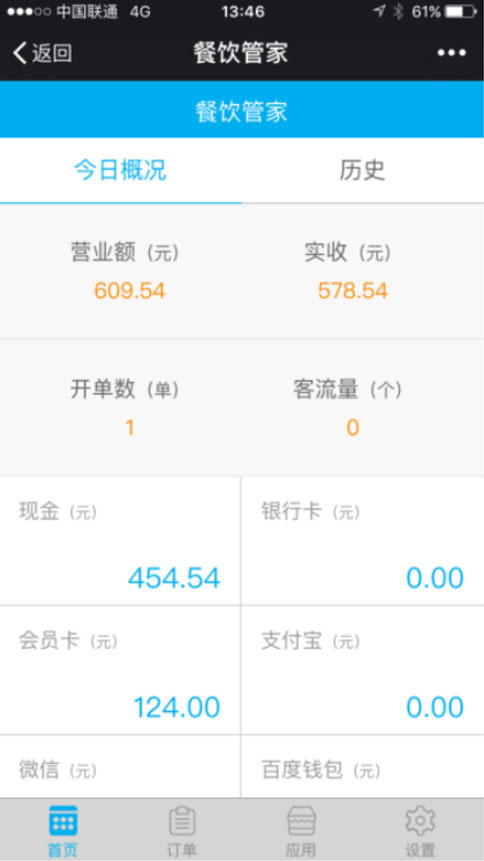 中国联通 4G 13:46 61%
返回 餐饮管家
餐饮管家
今日概况 历史
营业额（元） 实收（元）
609.54 578.54
开单数（单） 客流量（个）
1 0
现金（元） 银行卡（元）
454.54 0.00
会员卡（元） 支付宝（元）
124.00 0.00
微信（元） 百度钱包（元）
首页 订单 应用 设置